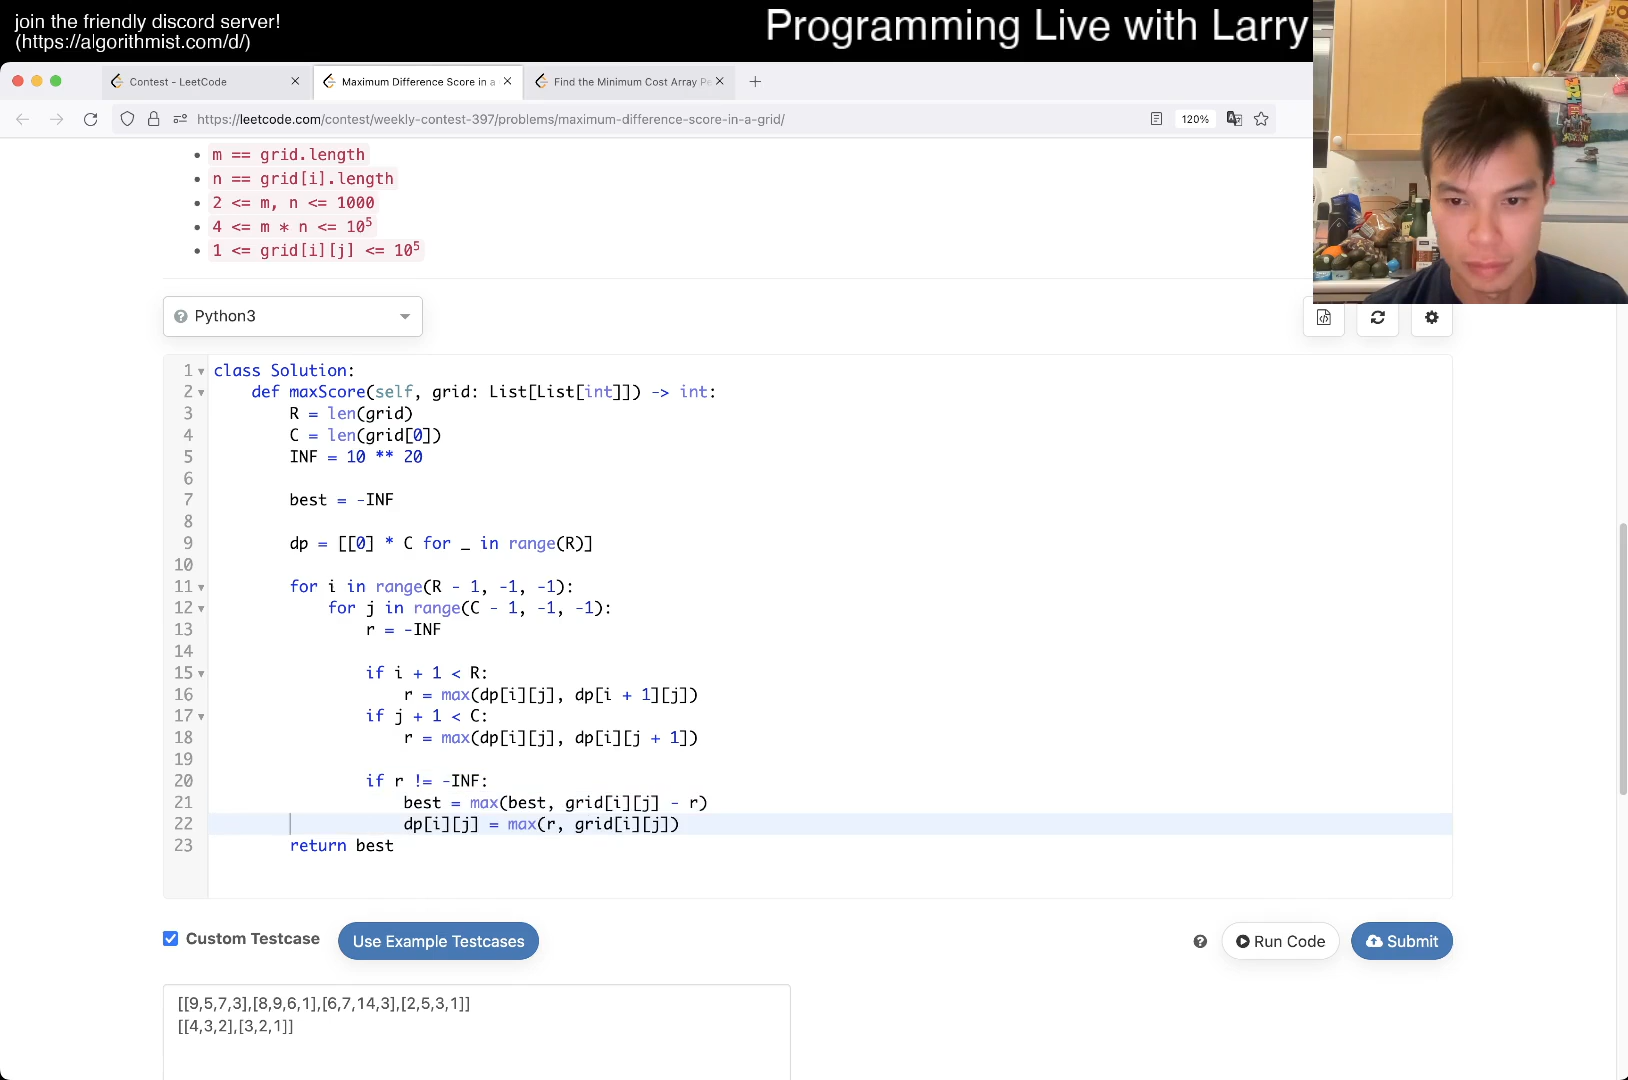 join the friendly discord server!
(https://algorithmist.com/d/)
Programming Live with Larry
Contest - LeetCode
Maximum Difference Score in a
Find the Minimum Cost Array Pe
https://leetcode.com/contest/weekly-contest-397/problems/maximum-difference-score-in-a-grid/
120%
m == grid.length
n == grid[i].length
2 <= m, n <= 1000
4 <= m * n <= 10⁵
1 <= grid[i][j] <= 10⁵
Python3
1 class Solution:
2     def maxScore(self, grid: List[List[int]]) -> int:
3         R = len(grid)
4         C = len(grid[0])
5         INF = 10 ** 20
6
7         best = -INF
8
9         dp = [[0] * C for _ in range(R)]
10
11         for i in range(R - 1, -1, -1):
12             for j in range(C - 1, -1, -1):
13                 r = -INF
14
15                 if i + 1 < R:
16                     r = max(dp[i][j], dp[i + 1][j])
17                 if j + 1 < C:
18                     r = max(dp[i][j], dp[i][j + 1])
19
20                 if r != -INF:
21                     best = max(best, grid[i][j] - r)
22                     dp[i][j] = max(r, grid[i][j])
23         return best
Custom Testcase
Use Example Testcases
Run Code
Submit
[[9,5,7,3],[8,9,6,1],[6,7,14,3],[2,5,3,1]]
[[4,3,2],[3,2,1]]